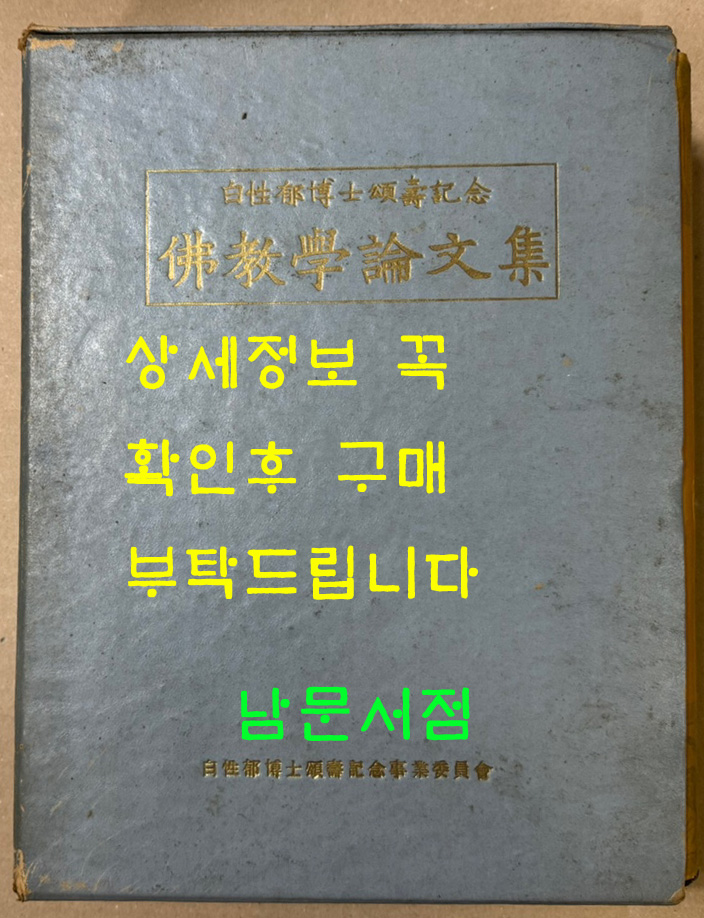 白性郁博士頌壽記念
佛教學論文集
상세정보 꼭
확인후 구매
부탁드립니다
남문서점
白性郁博士頌壽記念事業委員會